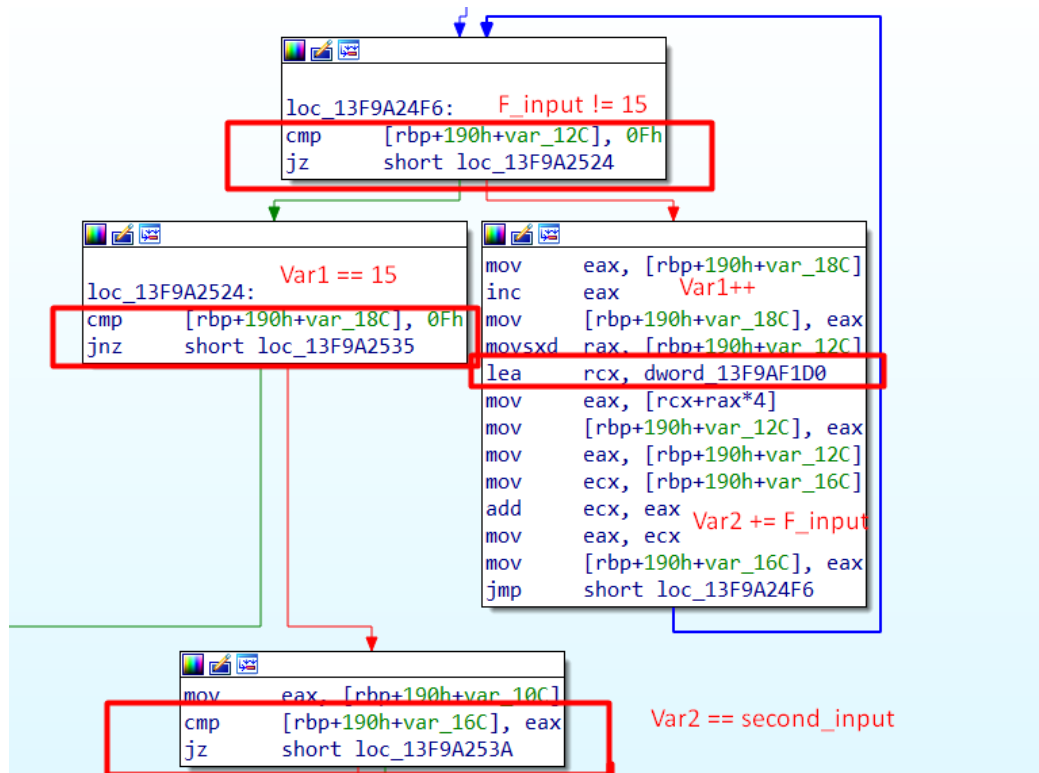 loc_13F9A24F6: F_input != 15
cmp [rbp+190h+var_12C], 0Fh
jz short loc_13F9A2524
Var1 == 15
loc_13F9A2524:
cmp [rbp+190h+var_18C], 0Fh
jnz short loc_13F9A2535
mov eax, [rbp+190h+var_18C]
inc eax Var1++
mov [rbp+190h+var_18C], eax
movsxd rax, [rbp+190h+var_12C]
lea rcx, dword_13F9AF1D0
mov eax, [rcx+rax*4]
mov [rbp+190h+var_12C], eax
mov eax, [rbp+190h+var_12C]
mov ecx, [rbp+190h+var_16C]
add ecx, eax Var2 += F_input
mov eax, ecx
mov [rbp+190h+var_16C], eax
jmp short loc_13F9A24F6
mov eax, [rbp+190h+var_10C]
cmp [rbp+190h+var_16C], eax Var2 == second_input
jz short loc_13F9A253A